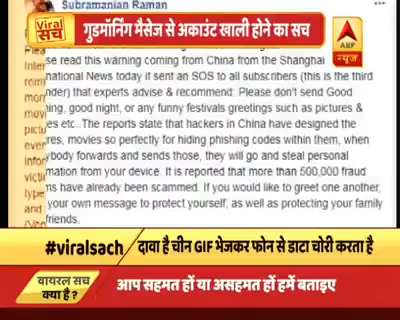 Subramanian Raman
Viral
सच
गुडमॉर्निंग मैसेज से अकाउंट खाली होने का सच
abp
न्यूज़
se read this warning coming from China from the Shanghai
national News today it sent an SOS to all subscribers (this is the third
nder) that experts advise & recommend: Please don't send Good
ning, good night, or any funny festivals greetings such as pictures &
es etc..The reports state that hackers in China have designed the
res, movies so perfectly for hiding phishing codes within them, when
ybody forwards and sends those, they will go and steal personal
mation from your device. It is reported that more than 500,000 fraud
ms have already been scammed. If you would like to greet one another,
your own message to protect yourself, as well as protecting your family
friends.
#viralsach दावा है चीन GIF भेजकर फोन से डाटा चोरी करता है
वायरल सच
क्या है ?
आप सहमत हों या असहमत हों हमें बताइए